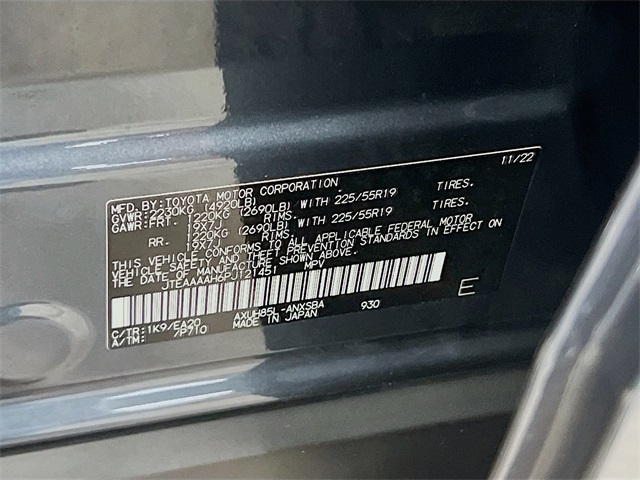 MFD.BY:TOYOTA MOTOR CORPORATION 11/22
GVWR:2230KG (4920LB)
GAWR:FRT. 1220KG (2690LB) WITH 225/55R19 TIRES.
19X7J RIMS.
RR. 1220KG (2690LB) WITH 225/55R19 TIRES.
19X7J RIMS.
THIS VEHICLE CONFORMS TO ALL APPLICABLE FEDERAL MOTOR
VEHICLE SAFETY AND THEFT PREVENTION STANDARDS IN EFFECT ON
THE DATE OF MANUFACTURE SHOWN ABOVE.
JTEAAAAH6PJ121451 MPV
C/TR:1K9/EA20 AXUH85L-ANXSBA 930 E
A/TM: /P710 MADE IN JAPAN